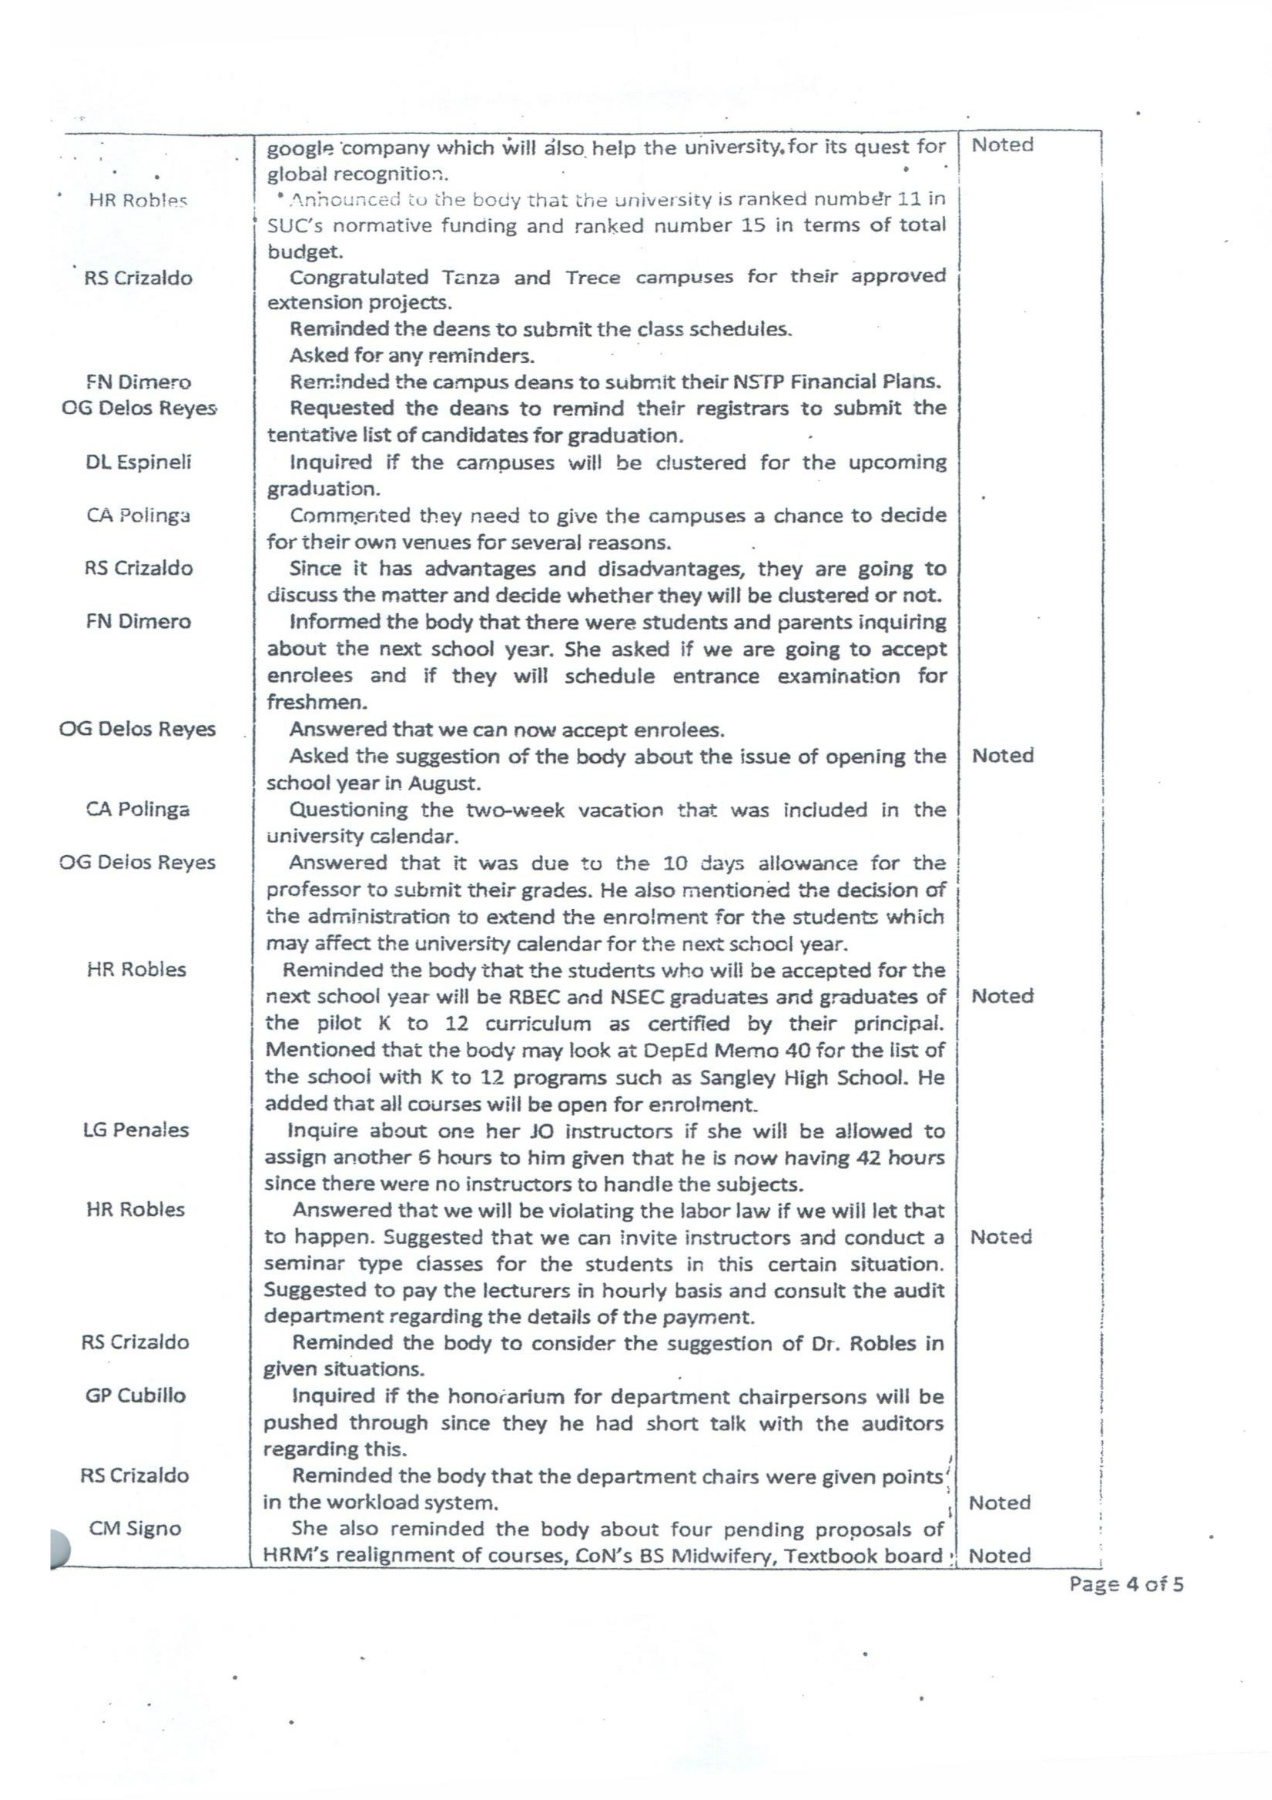 google company which will also help the university for its quest for Noted
global recognition.
HR Robles Announced to the body that the university is ranked number 11 in
SUC's normative funding and ranked number 15 in terms of total
budget.
RS Crizaldo Congratulated Tanza and Trece campuses for their approved
extension projects.
Reminded the deans to submit the class schedules.
Asked for any reminders.
FN Dimero Reminded the campus deans to submit their NSTP Financial Plans.
OG Delos Reyes Requested the deans to remind their registrars to submit the
tentative list of candidates for graduation.
DL Espineli Inquired if the campuses will be clustered for the upcoming
graduation.
CA Polinga Commented they need to give the campuses a chance to decide
for their own venues for several reasons.
RS Crizaldo Since it has advantages and disadvantages, they are going to
discuss the matter and decide whether they will be clustered or not.
FN Dimero Informed the body that there were students and parents inquiring
about the next school year. She asked if we are going to accept
enrolees and if they will schedule entrance examination for
freshmen.
OG Delos Reyes Answered that we can now accept enrolees.
Asked the suggestion of the body about the issue of opening the Noted
school year in August.
CA Polinga Questioning the two-week vacation that was included in the
university calendar.
OG Delos Reyes Answered that it was due to the 10 days allowance for the
professor to submit their grades. He also mentioned the decision of
the administration to extend the enrolment for the students which
may affect the university calendar for the next school year.
HR Robles Reminded the body that the students who will be accepted for the
next school year will be RBEC and NSEC graduates and graduates of Noted
the pilot K to 12 curriculum as certified by their principal.
Mentioned that the body may look at DepEd Memo 40 for the list of
the school with K to 12 programs such as Sangley High School. He
added that all courses will be open for enrolment.
LG Penales Inquire about one her JO instructors if she will be allowed to
assign another 6 hours to him given that he is now having 42 hours
since there were no instructors to handle the subjects.
HR Robles Answered that we will be violating the labor law if we will let that
to happen. Suggested that we can invite instructors and conduct a Noted
seminar type classes for the students in this certain situation.
Suggested to pay the lecturers in hourly basis and consult the audit
department regarding the details of the payment.
RS Crizaldo Reminded the body to consider the suggestion of Dr. Robles in
given situations.
GP Cubillo Inquired if the honorarium for department chairpersons will be
pushed through since they he had short talk with the auditors
regarding this.
RS Crizaldo Reminded the body that the department chairs were given points
in the workload system. Noted
CM Signo She also reminded the body about four pending proposals of
HRM's realignment of courses, CoN's BS Midwifery, Textbook board Noted
Page 4 of 5